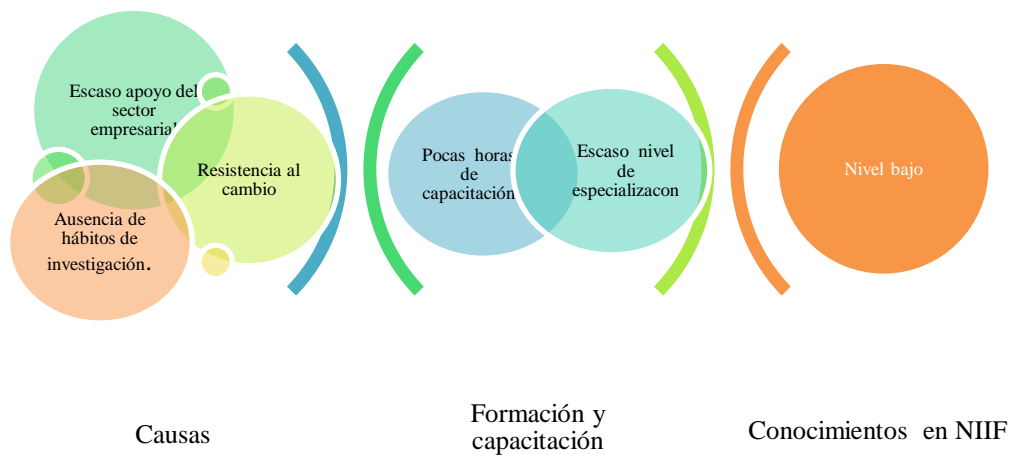 Escaso apoyo del
sector
empresarial
Resistencia al
cambio
Ausencia de
hábitos de
investigación.
Pocas horas
de
capacitación
Escaso nivel
de
especializacon
Nivel bajo
Causas
Formación y
capacitación
Conocimientos en NIIF